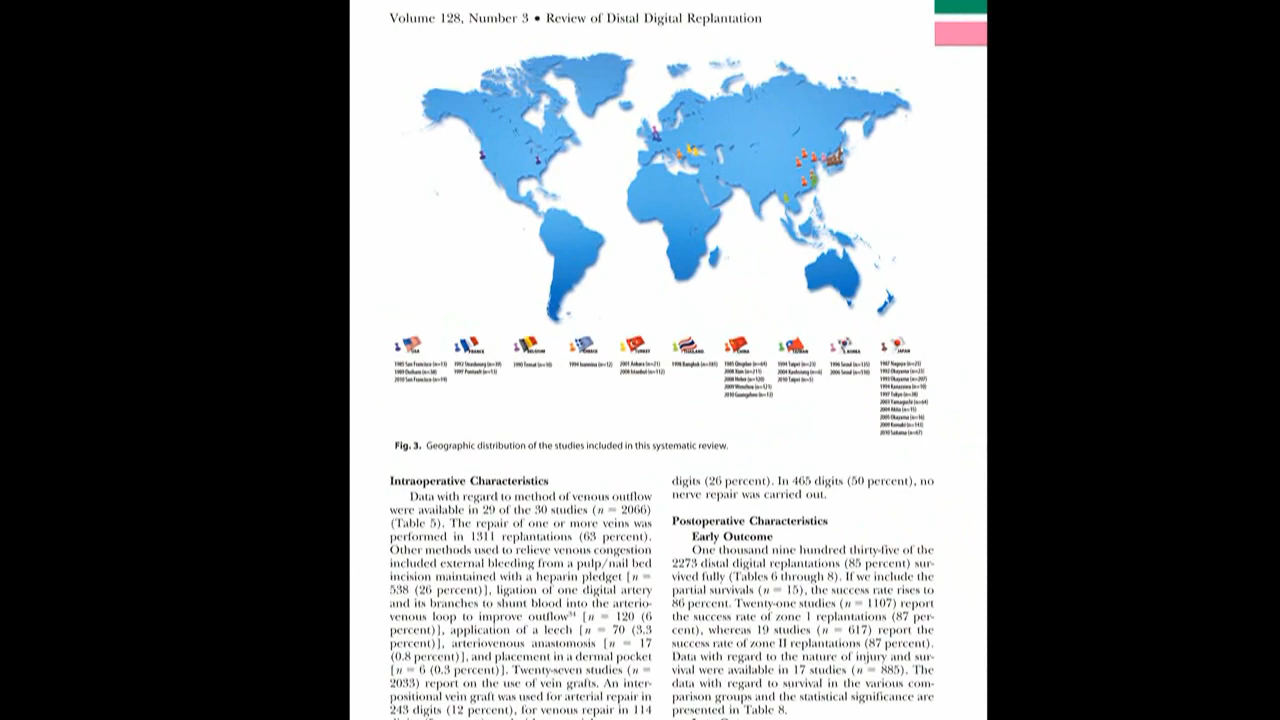 Volume 128, Number 3 • Review of Distal Digital Replantation
USA
FRANCE
BELGIUM
GREECE
TURKEY
THAILAND
CHINA
TAIWAN
KOREA
JAPAN
Fig. 3. Geographic distribution of the studies included in this systematic review.
Intraoperative Characteristics
Data with regard to method of venous outflow
were available in 29 of the 30 studies (n = 2066)
(Table 5). The repair of one or more veins was
performed in 1311 replantations (63 percent).
Other methods used to relieve venous congestion
included external bleeding from a pulp/nail bed
incision maintained with a heparin pledget [n =
538 (26 percent)], ligation of one digital artery
and its branches to shunt blood into the arterio-
venous loop to improve outflow [n = 120 (6
percent)], application of a leech [n = 70 (3.3
percent)], arteriovenous anastomosis [n = 17
(0.8 percent)], and placement in a dermal pocket
[n = 6 (0.3 percent)]. Twenty-seven studies (n =
2033) report on the use of vein grafts. An inter-
positional vein graft was used for arterial repair in
243 digits (12 percent), for venous repair in 114
digits (26 percent). In 465 digits (50 percent), no
nerve repair was carried out.
Postoperative Characteristics
Early Outcome
One thousand nine hundred thirty-five of the
2273 distal digital replantations (85 percent) sur-
vived fully (Tables 6 through 8). If we include the
partial survivals (n = 15), the success rate rises to
86 percent. Twenty-one studies (n = 1107) report
the success rate of zone 1 replantations (87 per-
cent), whereas 19 studies (n = 617) report the
success rate of zone II replantations (87 percent).
Data with regard to the nature of injury and sur-
vival were available in 17 studies (n = 885). The
data with regard to survival in the various com-
parison groups and the statistical significance are
presented in Table 8.